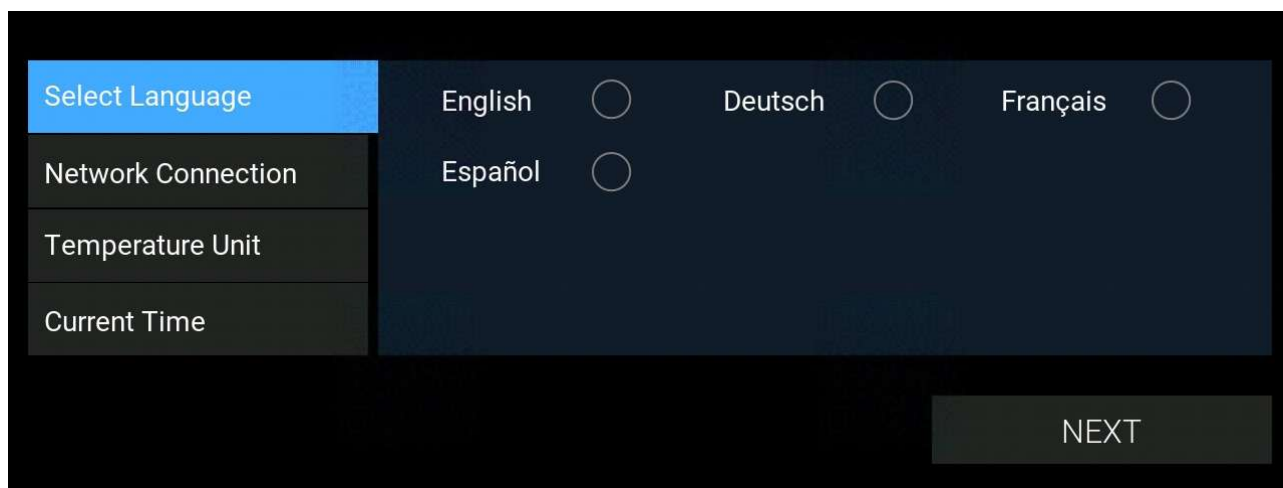 Select Language
English Deutsch Français
Network Connection
Español
Temperature Unit
Current Time
NEXT